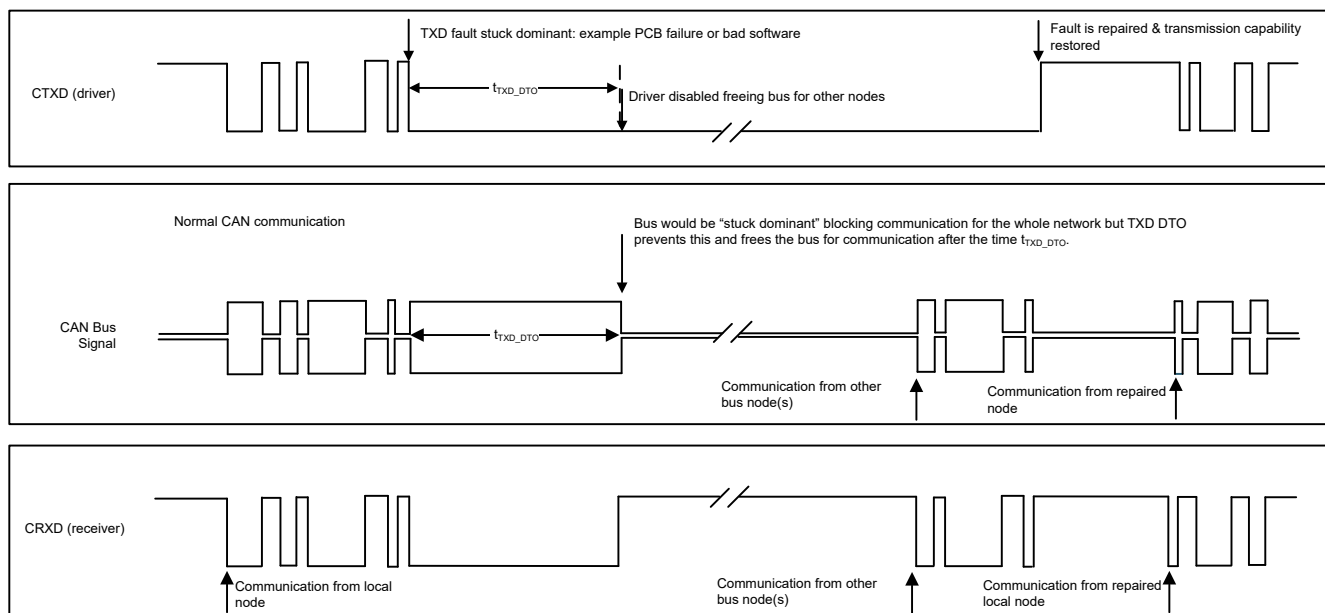 TXD fault stuck dominant: example PCB failure or bad software
Fault is repaired & transmission capability
restored
CTXD (driver)
tTXD_DTO
Driver disabled freeing bus for other nodes
Normal CAN communication
Bus would be “stuck dominant” blocking communication for the whole network but TXD DTO
prevents this and frees the bus for communication after the time tTXD_DTO.
CAN Bus
Signal
tTXD_DTO
Communication from other
bus node(s)
Communication from repaired
node
CRXD (receiver)
Communication from local
node
Communication from other
bus node(s)
Communication from repaired
local node